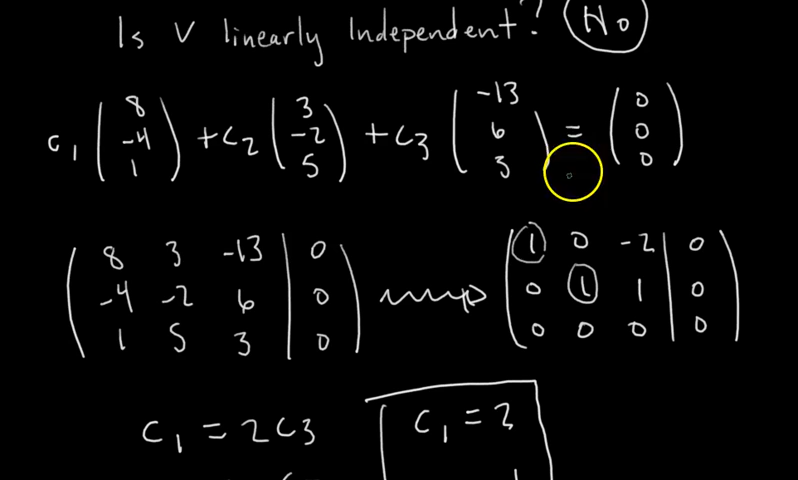 Is V linearly Independent? No
c1 ( 8 -4 1 ) + c2 ( 3 -2 5 ) + c3 ( -13 6 3 ) = ( 0 0 0 )
8 3 -13 | 0 1 0 -2 | 0
-4 -2 6 | 0 0 1 1 | 0
1 5 3 | 0 0 0 0 | 0
c1 = 2c3 c1 = 2